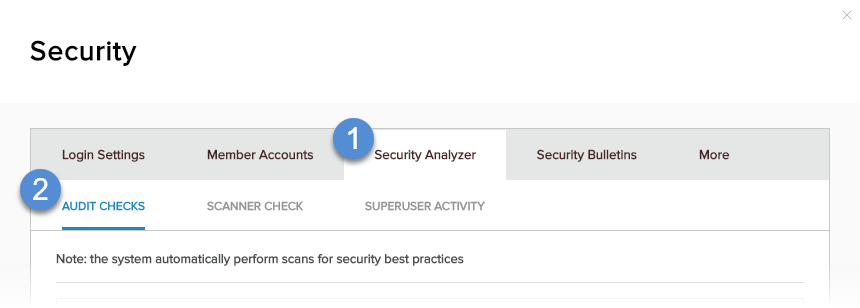 Security
Login Settings Member Accounts 1 Security Analyzer Security Bulletins More
2 AUDIT CHECKS SCANNER CHECK SUPERUSER ACTIVITY
Note: the system automatically perform scans for security best practices